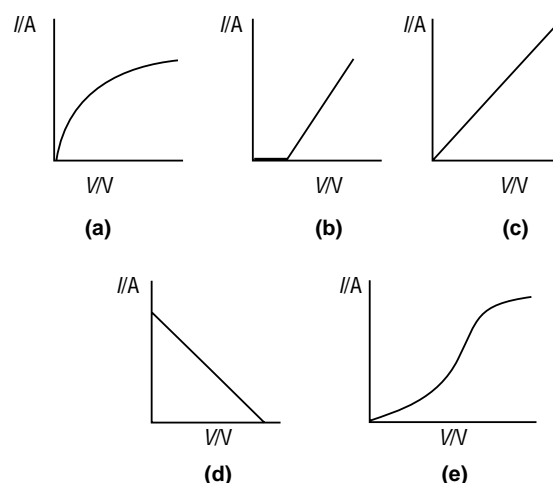 I/A I/A I/A
V/V V/V V/V
(a) (b) (c)
I/A I/A
V/V V/V
(d) (e)